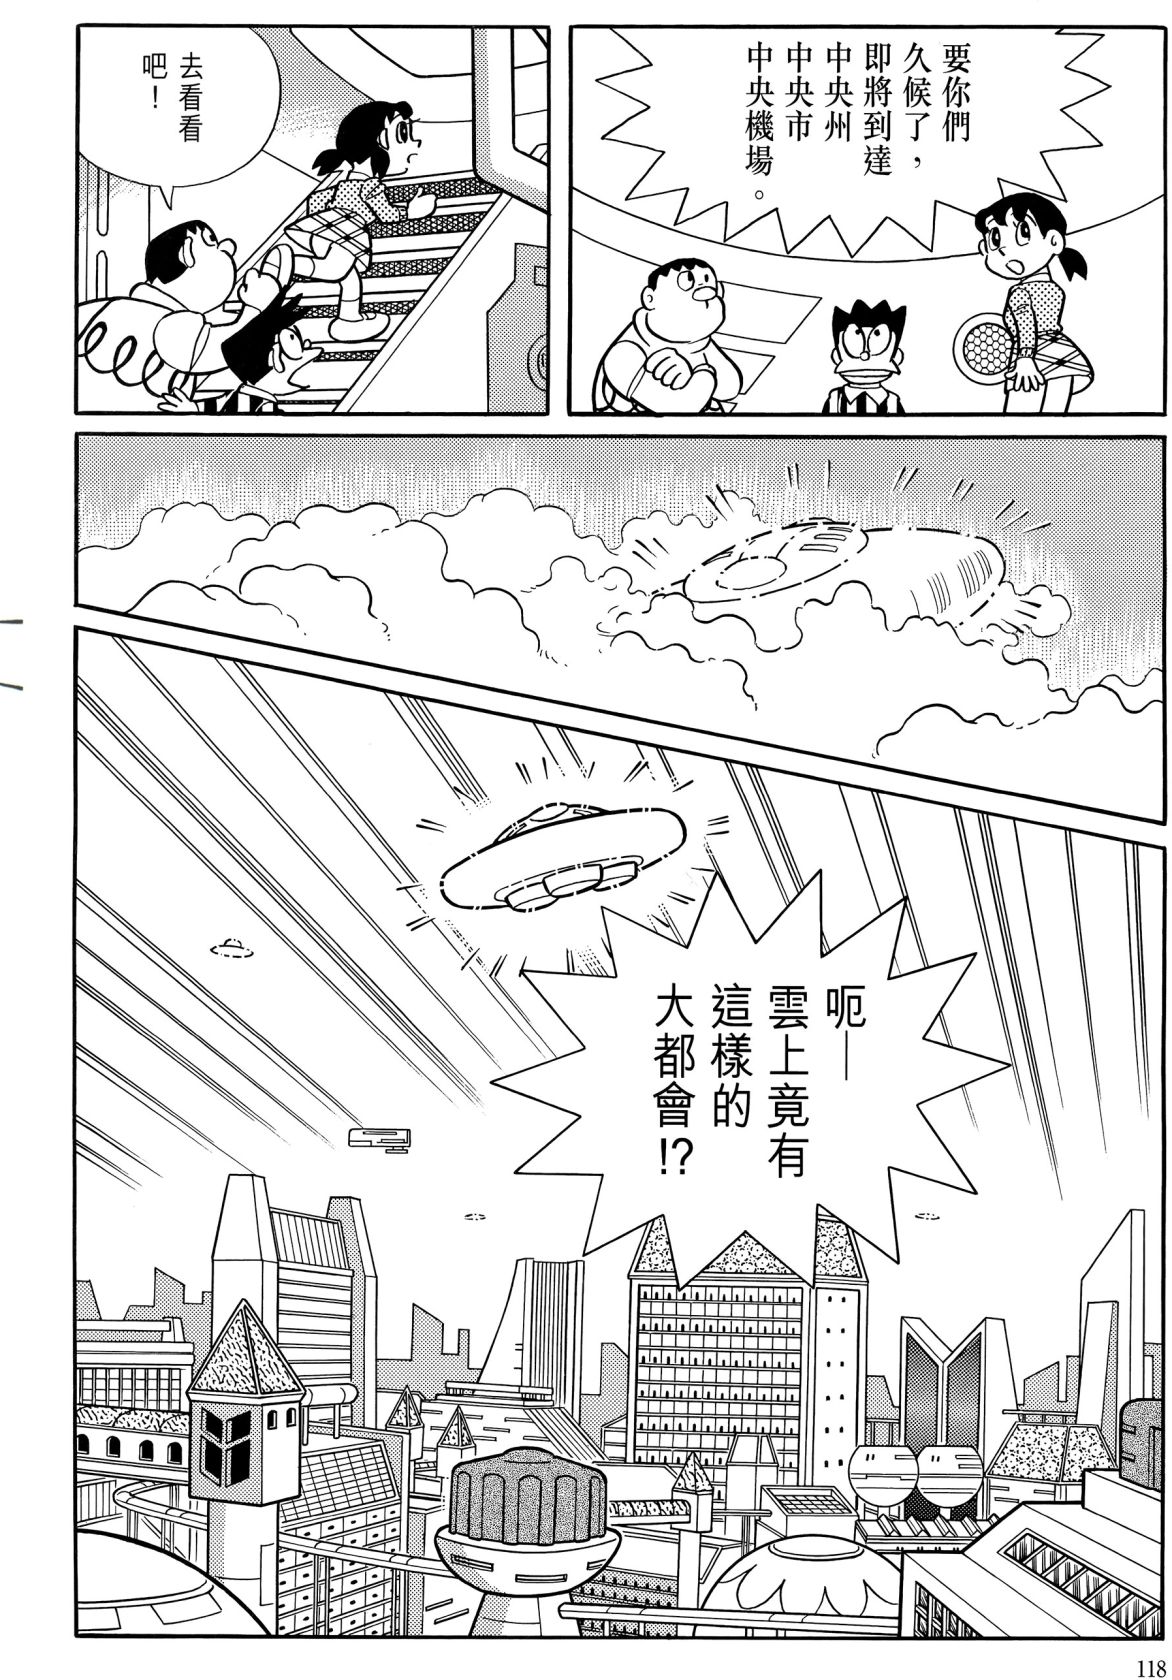 要你們
久候了，
即將到達
中央州
中央市
中央機場。
去看看
吧！
呃—
雲上竟有
這樣的
大都會!?
118